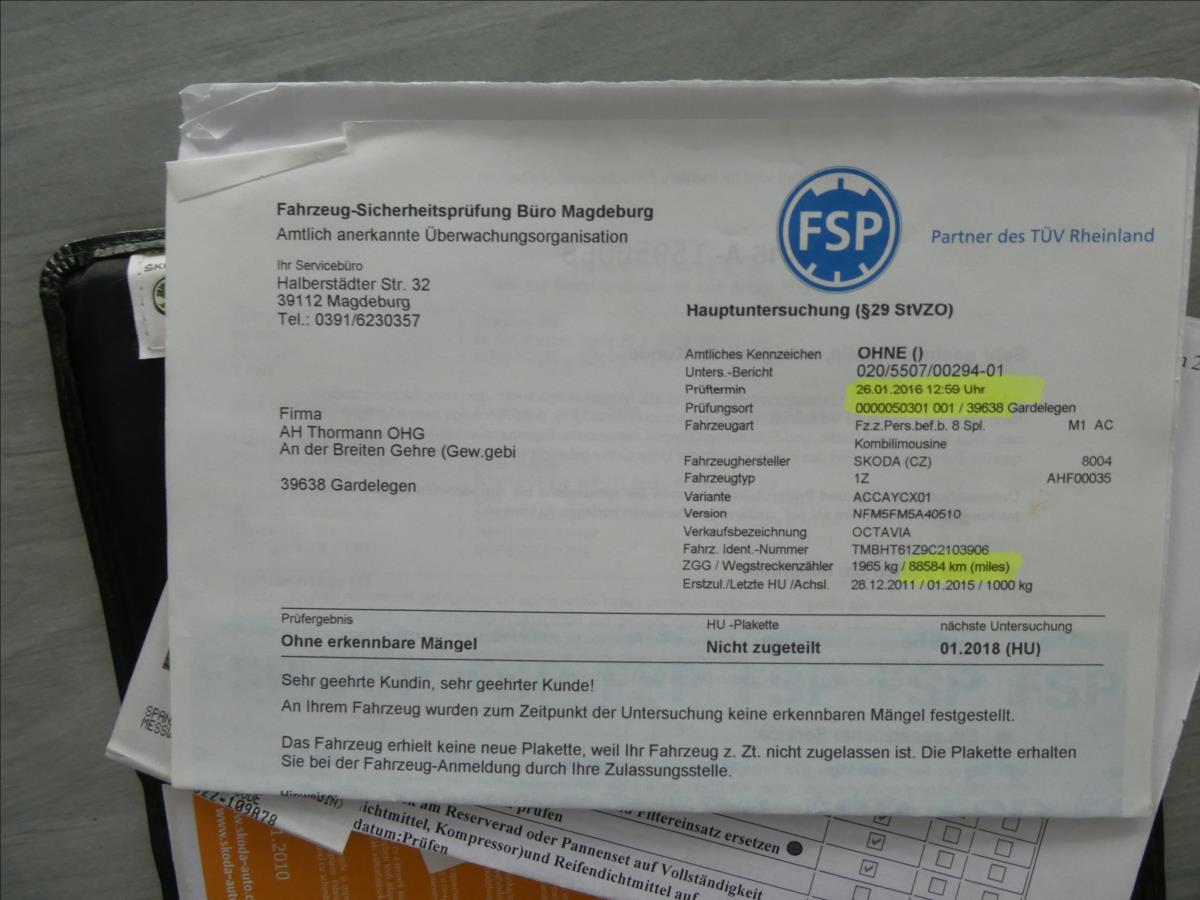 Fahrzeug-Sicherheitsprüfung Büro Magdeburg
Amtlich anerkannte Überwachungsorganisation
FSP
Partner des TÜV Rheinland
Ihr Servicebüro
Halberstädter Str. 32
39112 Magdeburg
Tel.: 0391/6230357
Hauptuntersuchung (§29 StVZO)
Amtliches Kennzeichen OHNE ()
Unters.-Bericht 020/5507/00294-01
Prüftermin 26.01.2016 12:59 Uhr
Prüfungsort 0000050301 001 / 39638 Gardelegen
Fahrzeugart Fz.z.Pers.bef.b. 8 Spl. M1 AC
Kombilimousine
Fahrzeughersteller SKODA (CZ) 8004
Fahrzeugtyp 1Z AHF00035
Variante ACCAYCX01
Version NFM5FM5A40510
Verkaufsbezeichnung OCTAVIA
Fahrz. Ident.-Nummer TMBHT61Z9C2103906
ZGG / Wegstreckenzähler 1965 kg / 88584 km (miles)
Erstzul./Letzte HU /Achsl. 28.12.2011 / 01.2015 / 1000 kg
Firma
AH Thormann OHG
An der Breiten Gehre (Gew.gebi
39638 Gardelegen
Prüfergebnis HU -Plakette nächste Untersuchung
Ohne erkennbare Mängel Nicht zugeteilt 01.2018 (HU)
Sehr geehrte Kundin, sehr geehrter Kunde!
An Ihrem Fahrzeug wurden zum Zeitpunkt der Untersuchung keine erkennbaren Mängel festgestellt.
Das Fahrzeug erhielt keine neue Plakette, weil Ihr Fahrzeug z. Zt. nicht zugelassen ist. Die Plakette erhalten
Sie bei der Fahrzeug-Anmeldung durch Ihre Zulassungsstelle.
Filtereinsatz ersetzen
am Reserverad oder Pannenset auf Vollständigkeit
ichtmittel, Kompressor)und Reifendichtmittel auf
datum;Prüfen
www.skoda-auto
.2010